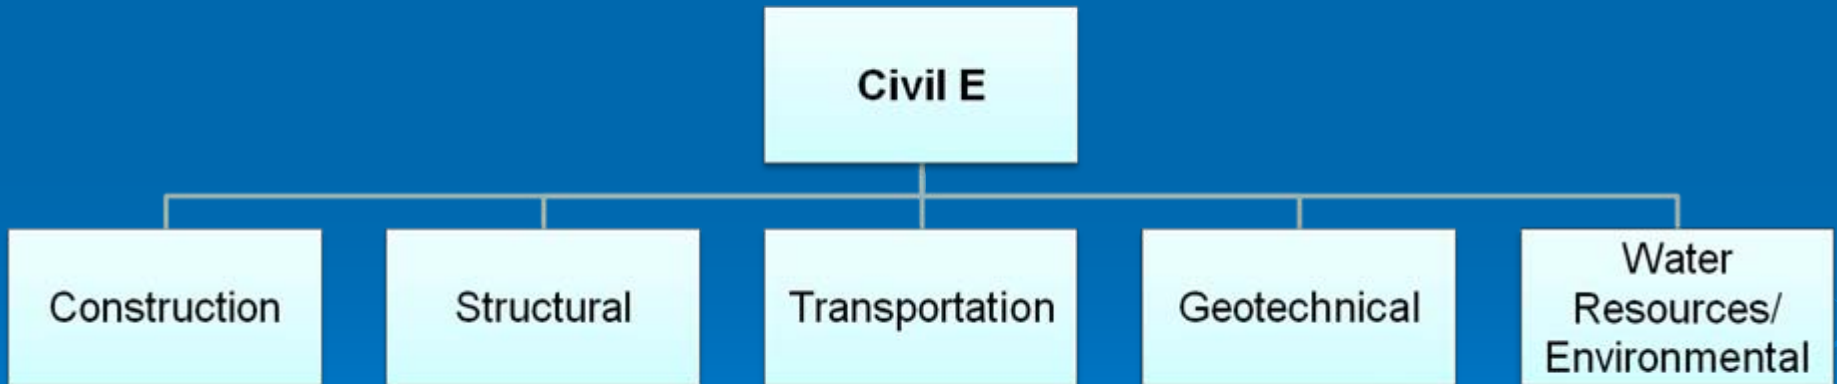 Civil E
Construction
Structural
Transportation
Geotechnical
Water
Resources/
Environmental